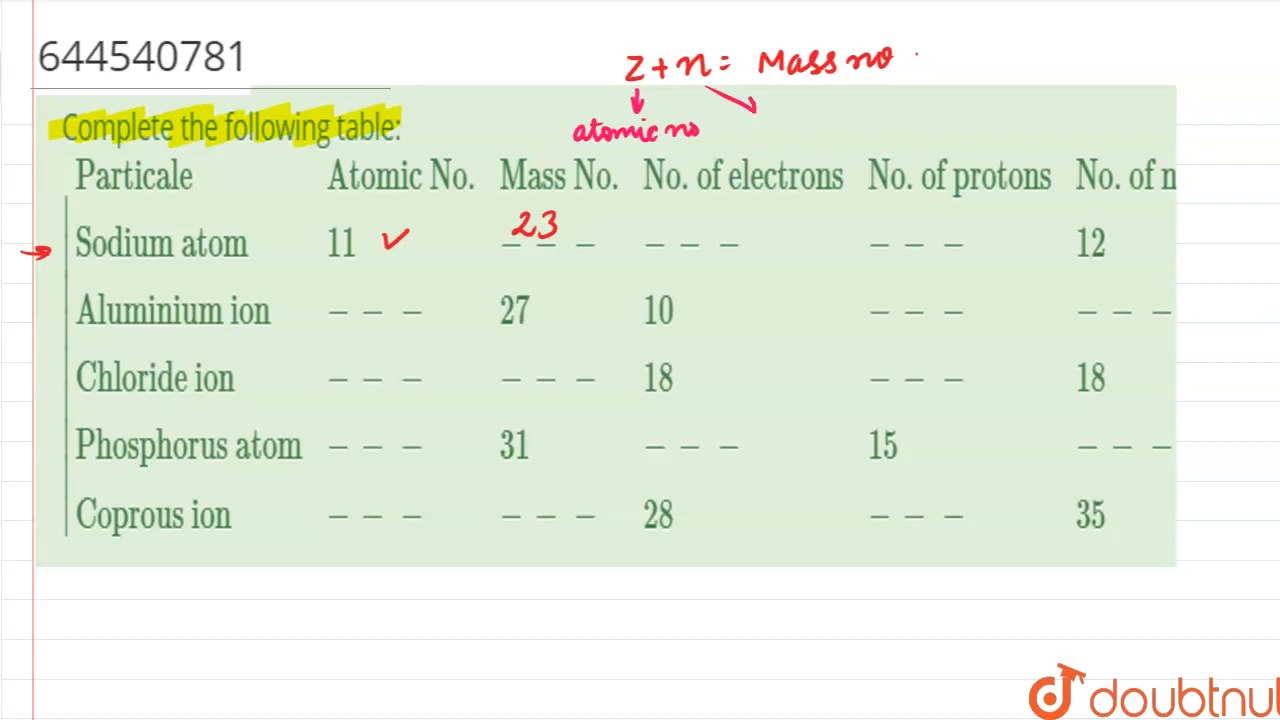 644540781
Z + n = Mass no
atomic no
Complete the following table:
Particale Atomic No. Mass No. No. of electrons No. of protons No. of n
Sodium atom 11 ✓ 23 - - - - - - - - - 12
Aluminium ion - - - 27 10 - - - - - -
Chloride ion - - - - - - 18 - - - 18
Phosphorus atom - - - 31 - - - 15 - - -
Coprous ion - - - - - - 28 - - - 35
doubtnut